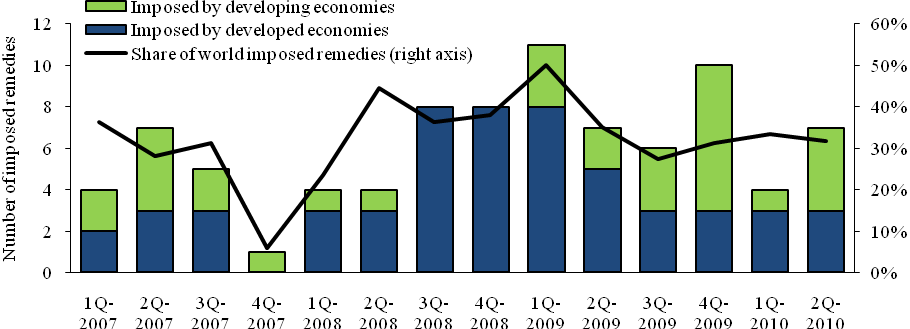 Imposed by developing economies
Imposed by developed economies
Share of world imposed remedies (right axis)
Number of imposed remedies
12
10
8
6
4
2
0
60%
50%
40%
30%
20%
10%
0%
1Q-2007
2Q-2007
3Q-2007
4Q-2007
1Q-2008
2Q-2008
3Q-2008
4Q-2008
1Q-2009
2Q-2009
3Q-2009
4Q-2009
1Q-2010
2Q-2010